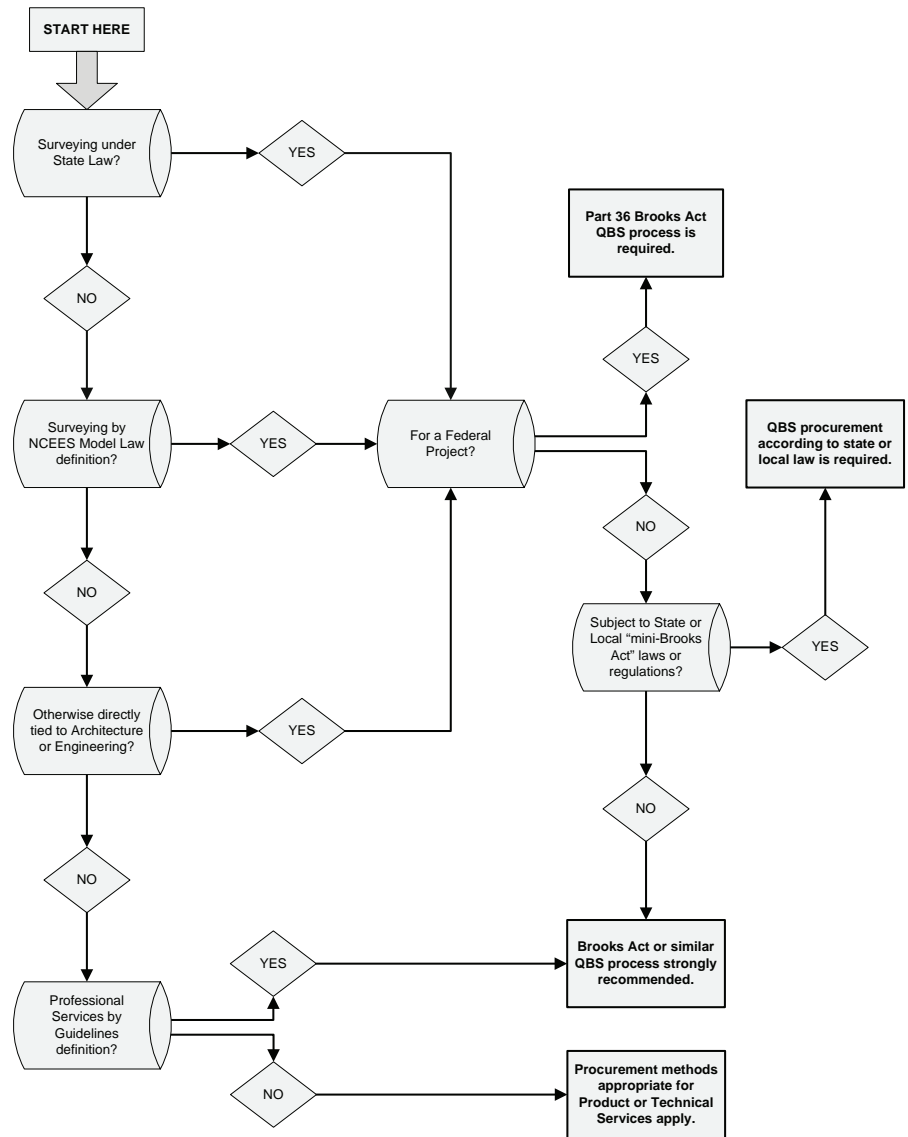 START HERE
Surveying under
State Law?
YES
NO
Part 36 Brooks Act
QBS process is
required.
YES
Surveying by
NCEES Model Law
definition?
YES
For a Federal
Project?
QBS procurement
according to state or
local law is required.
NO
NO
Subject to State or
Local “mini-Brooks
Act” laws or
regulations?
YES
Otherwise directly
tied to Architecture
or Engineering?
YES
NO
NO
YES
Brooks Act or similar
QBS process strongly
recommended.
Professional
Services by
Guidelines
definition?
NO
Procurement methods
appropriate for
Product or Technical
Services apply.